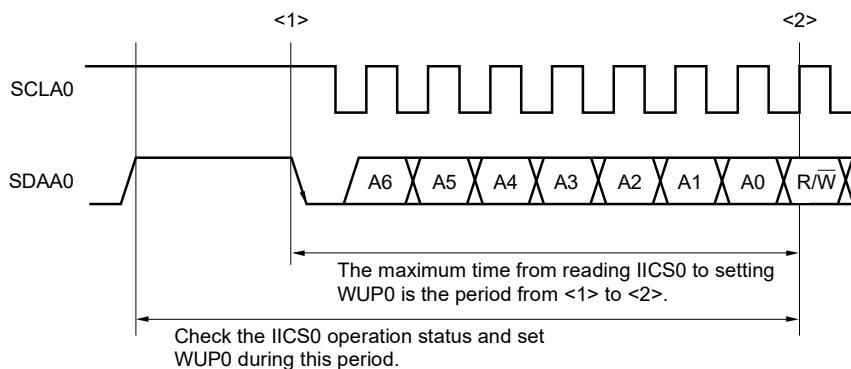 <1> <2>
SCLA0
SDAA0 A6 A5 A4 A3 A2 A1 A0 R/W̅
The maximum time from reading IICS0 to setting
WUP0 is the period from <1> to <2>.
Check the IICS0 operation status and set
WUP0 during this period.